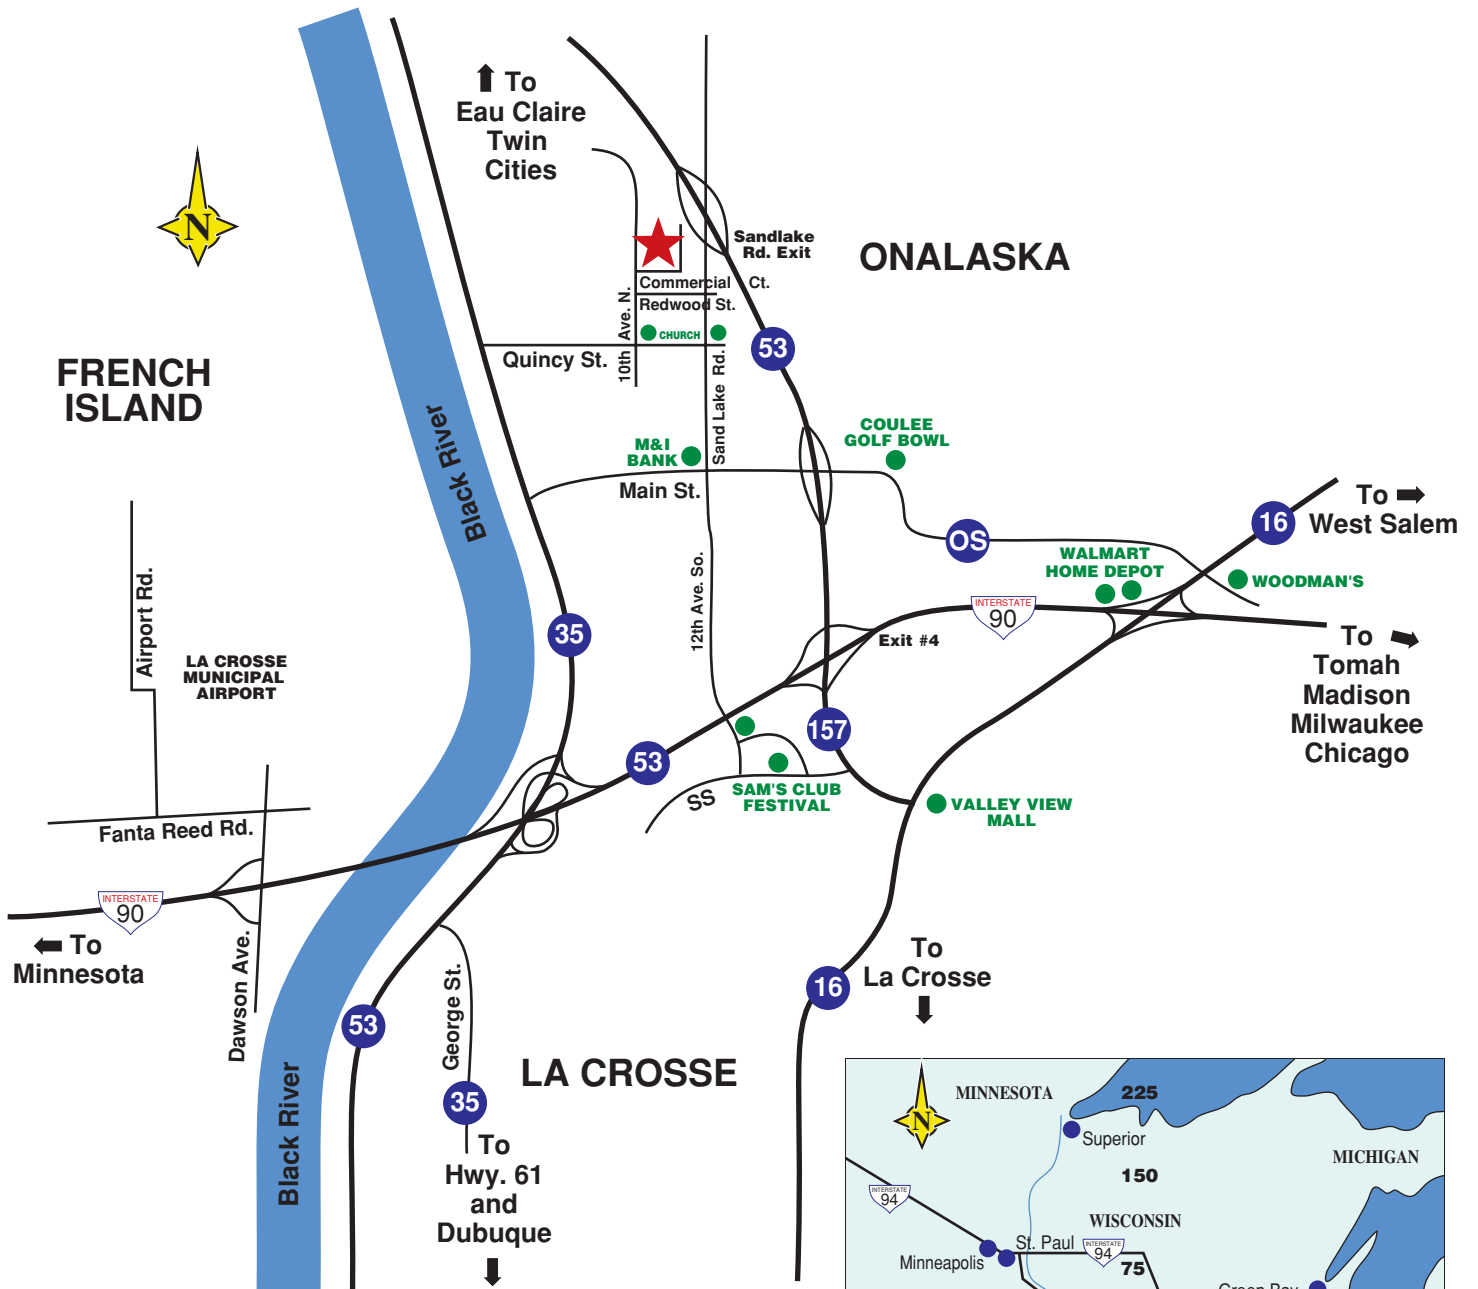 To
Eau Claire
Twin
Cities
N
Sandlake
Rd. Exit
ONALASKA
Commercial Ct.
Redwood St.
CHURCH
10th Ave. N.
Quincy St.
Sand Lake Rd.
53
FRENCH
ISLAND
Black River
M&I
BANK
COULEE
GOLF BOWL
Main St.
To
West Salem
16
OS
WALMART
HOME DEPOT
WOODMAN'S
12th Ave. So.
INTERSTATE
90
Exit #4
35
Airport Rd.
LA CROSSE
MUNICIPAL
AIRPORT
To
Tomah
Madison
Milwaukee
Chicago
157
53
SS
SAM'S CLUB
FESTIVAL
VALLEY VIEW
MALL
Fanta Reed Rd.
INTERSTATE
90
To
Minnesota
Dawson Ave.
George St.
To
La Crosse
16
53
LA CROSSE
35
Black River
To
Hwy. 61
and
Dubuque
N
MINNESOTA
225
Superior
MICHIGAN
150
INTERSTATE
94
WISCONSIN
St. Paul
INTERSTATE
94
Minneapolis
75
Green Bay